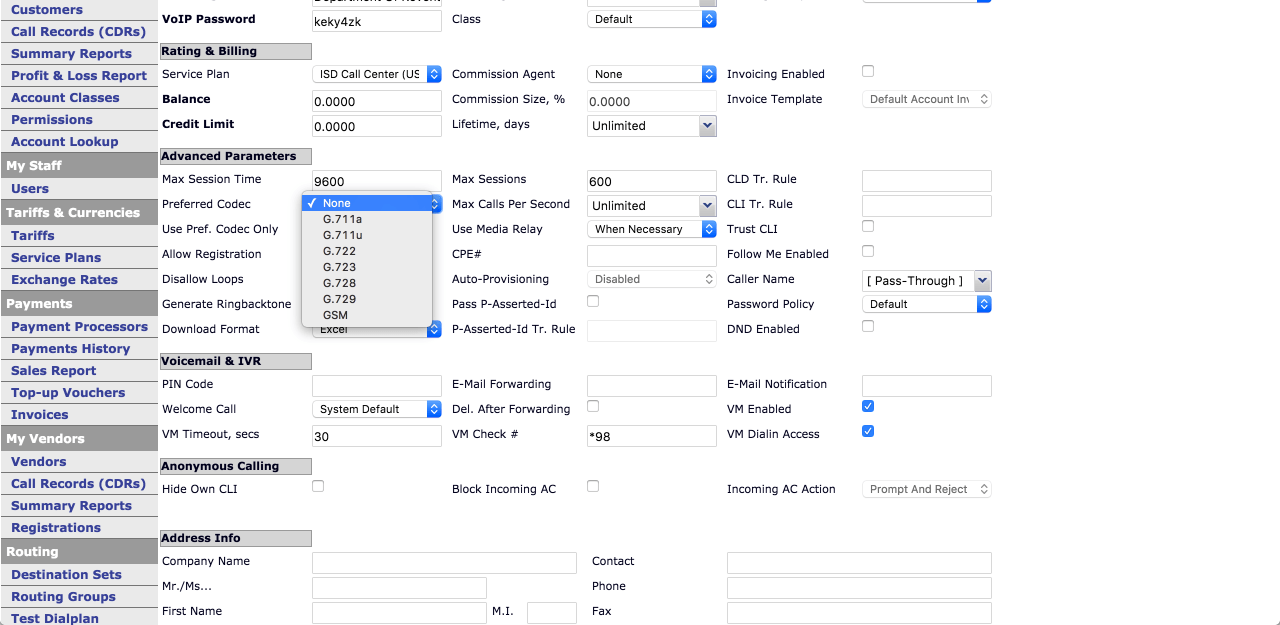 Customers
Call Records (CDRs)
Summary Reports
Profit & Loss Report
Account Classes
Permissions
Account Lookup
My Staff
Users
Tariffs & Currencies
Tariffs
Service Plans
Exchange Rates
Payments
Payment Processors
Payments History
Sales Report
Top-up Vouchers
Invoices
My Vendors
Vendors
Call Records (CDRs)
Summary Reports
Registrations
Routing
Destination Sets
Routing Groups
Test Dialplan
VoIP Password keky4zk Class Default
Rating & Billing
Service Plan ISD Call Center (US Commission Agent None Invoicing Enabled
Balance 0.0000 Commission Size, % 0.0000 Invoice Template Default Account Inv
Credit Limit 0.0000 Lifetime, days Unlimited
Advanced Parameters
Max Session Time 9600 Max Sessions 600 CLD Tr. Rule
Preferred Codec ✓ None Max Calls Per Second Unlimited CLI Tr. Rule
G.711a
Use Pref. Codec Only G.711u Use Media Relay When Necessary Trust CLI
Allow Registration G.722 CPE# Follow Me Enabled
G.723
Disallow Loops G.728 Auto-Provisioning Disabled Caller Name [ Pass-Through ]
Generate Ringbacktone G.729 Pass P-Asserted-Id Password Policy Default
GSM
Download Format Excel P-Asserted-Id Tr. Rule DND Enabled
Voicemail & IVR
PIN Code E-Mail Forwarding E-Mail Notification
Welcome Call System Default Del. After Forwarding VM Enabled
VM Timeout, secs 30 VM Check # *98 VM Dialin Access
Anonymous Calling
Hide Own CLI Block Incoming AC Incoming AC Action Prompt And Reject
Address Info
Company Name Contact
Mr./Ms... Phone
First Name M.I. Fax